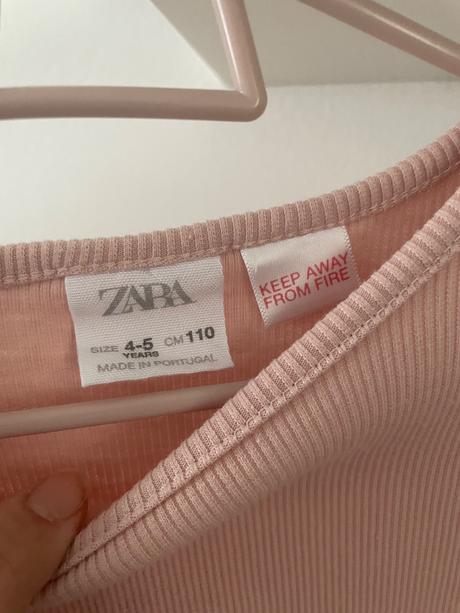 ZARA
SIZE 4-5 CM 110
YEARS
MADE IN PORTUGAL
KEEP AWAY
FROM FIRE